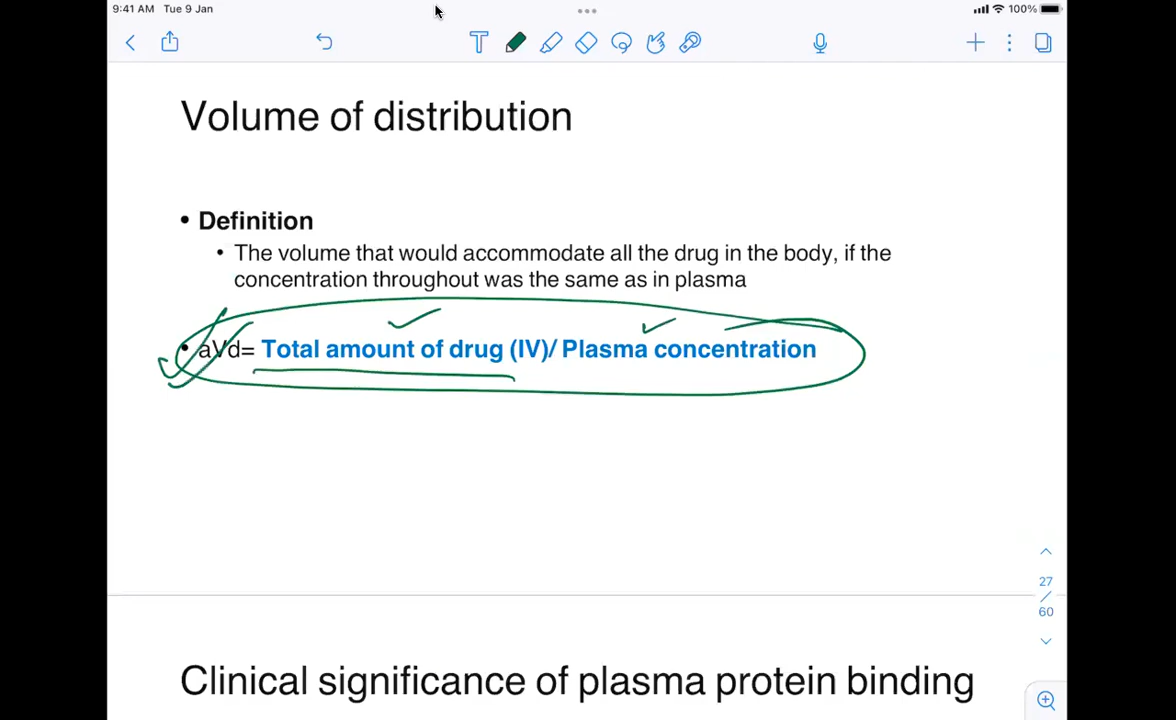 9:41 AM Tue 9 Jan
100%
Volume of distribution
• Definition
• The volume that would accommodate all the drug in the body, if the
concentration throughout was the same as in plasma
• aVd= Total amount of drug (IV)/ Plasma concentration
27
/
60
Clinical significance of plasma protein binding